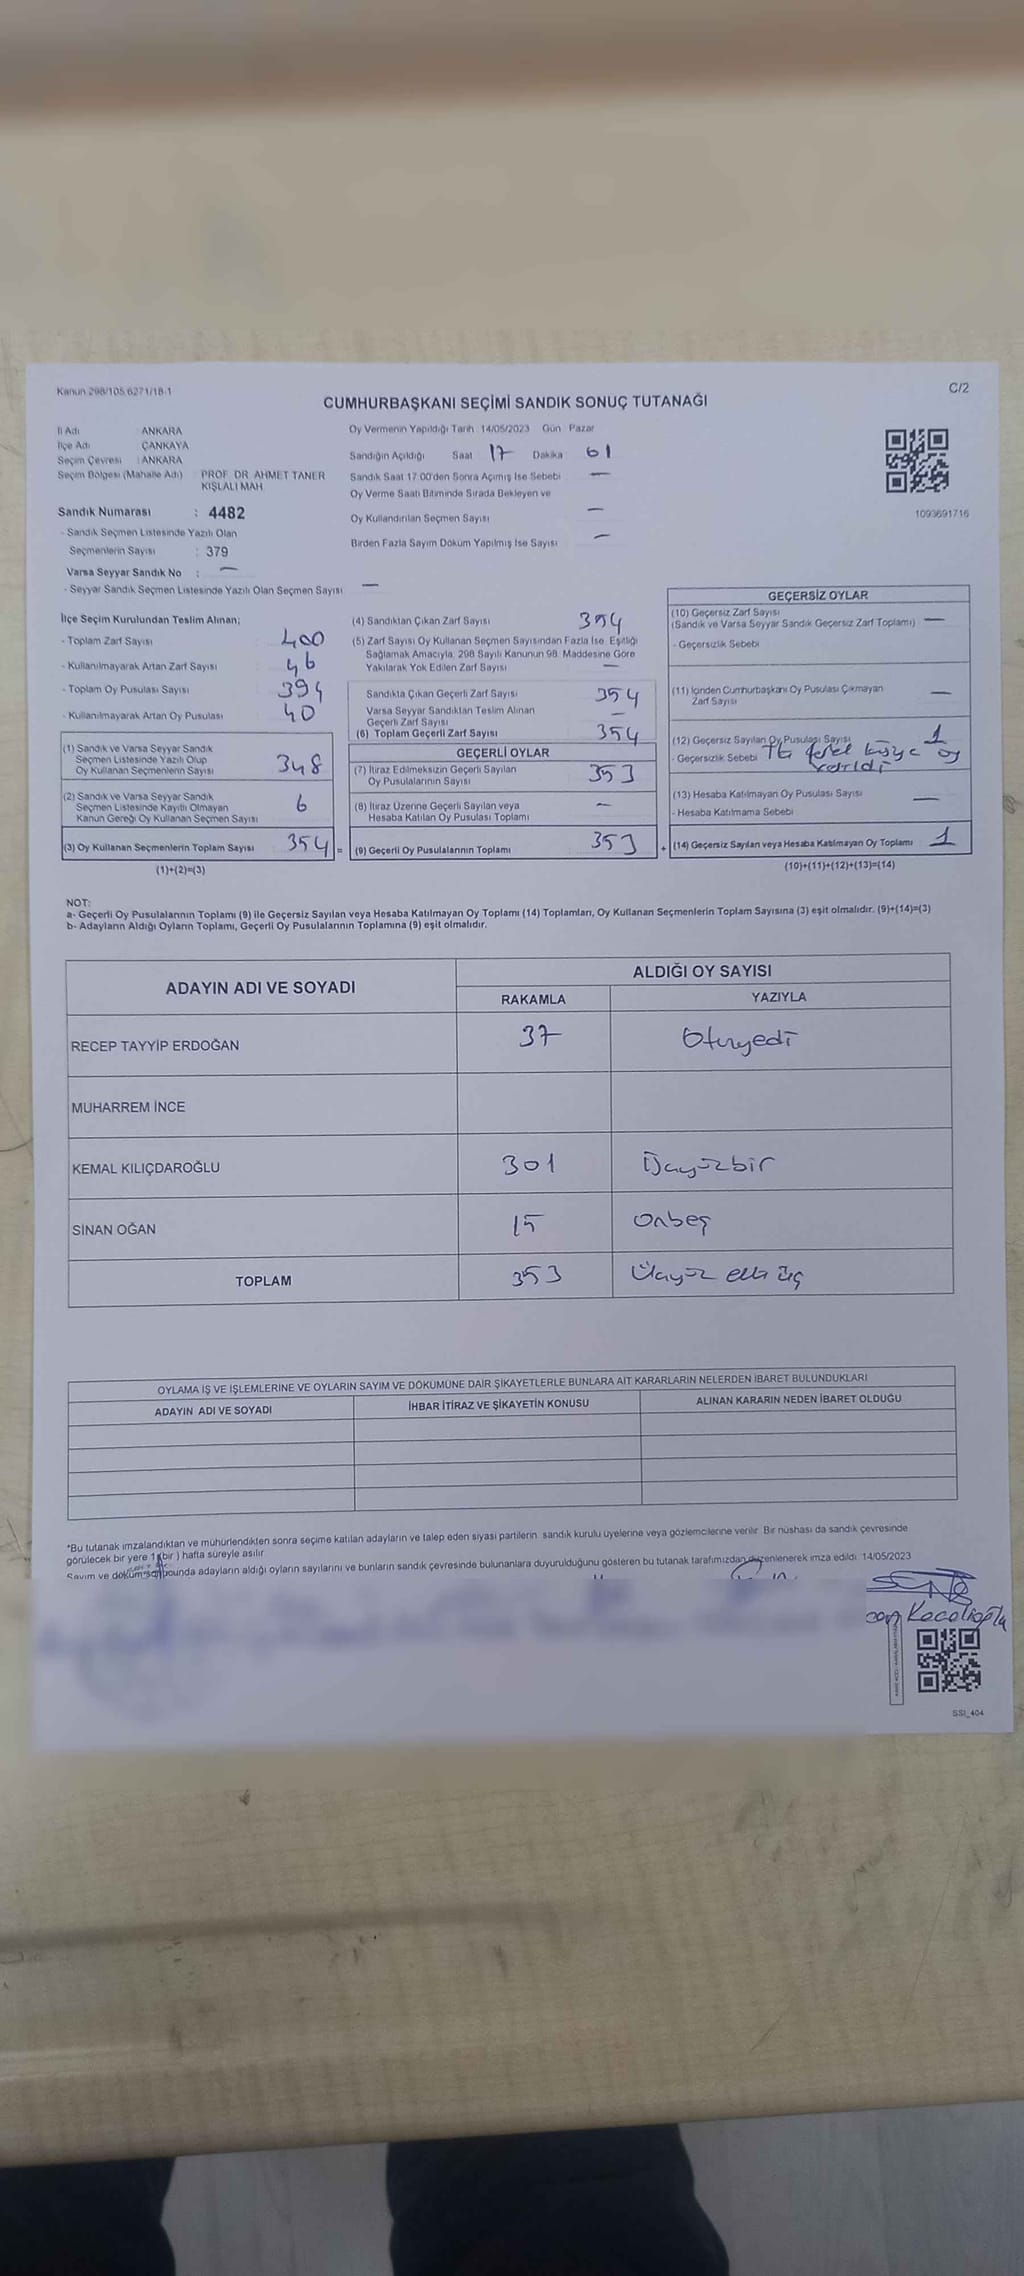 Kanun 298/105,6271/18-1
C/2
CUMHURBAŞKANI SEÇİMİ SANDIK SONUÇ TUTANAĞI
İl Adı ANKARA
İlçe Adı ÇANKAYA
Seçim Çevresi : ANKARA
Seçim Bölgesi (Mahalle Adı) PROF. DR. AHMET TANER KIŞLALI MAH.
Sandık Numarası : 4482
- Sandık Seçmen Listesinde Yazılı Olan
Seçmenlerin Sayısı : 379
Varsa Seyyar Sandık No : —
- Seyyar Sandık Seçmen Listesinde Yazılı Olan Seçmen Sayısı —
Oy Vermenin Yapıldığı Tarih 14/05/2023 Gün Pazar
Sandığın Açıldığı Saat 17 Dakika 01
Sandık Saat 17.00'den Sonra Açımış İse Sebebi —
Oy Verme Saati Bitiminde Sırada Bekleyen ve
Oy Kullandırılan Seçmen Sayısı —
Birden Fazla Sayım Döküm Yapılmış İse Sayısı —
1093691716
İlçe Seçim Kurulundan Teslim Alınan;
- Toplam Zarf Sayısı 400
- Kullanılmayarak Artan Zarf Sayısı 46
- Toplam Oy Pusulası Sayısı 394
- Kullanılmayarak Artan Oy Pusulası 40
(1) Sandık ve Varsa Seyyar Sandık
Seçmen Listesinde Yazılı Olup
Oy Kullanan Seçmenlerin Sayısı 348
(2) Sandık ve Varsa Seyyar Sandık
Seçmen Listesinde Kayıtlı Olmayan
Kanun Gereği Oy Kullanan Seçmen Sayısı 6
(3) Oy Kullanan Seçmenlerin Toplam Sayısı 354 =
(1)+(2)=(3)
(4) Sandıktan Çıkan Zarf Sayısı 354
(5) Zarf Sayısı Oy Kullanan Seçmen Sayısından Fazla İse, Eşitliği
Sağlamak Amacıyla, 298 Sayılı Kanunun 98. Maddesine Göre
Yakılarak Yok Edilen Zarf Sayısı —
Sandıkta Çıkan Geçerli Zarf Sayısı 354
Varsa Seyyar Sandıktan Teslim Alınan
Geçerli Zarf Sayısı —
(6) Toplam Geçerli Zarf Sayısı 354
GEÇERLİ OYLAR
(7) İtiraz Edilmeksizin Geçerli Sayılan
Oy Pusulalarının Sayısı 353
(8) İtiraz Üzerine Geçerli Sayılan veya
Hesaba Katılan Oy Pusulası Toplamı —
(9) Geçerli Oy Pusulalarının Toplamı 353 +
GEÇERSİZ OYLAR
(10) Geçersiz Zarf Sayısı
(Sandık ve Varsa Seyyar Sandık Geçersiz Zarf Toplamı) —
- Geçersizlik Sebebi
(11) İçinden Cumhurbaşkanı Oy Pusulası Çıkmayan
Zarf Sayısı —
(12) Geçersiz Sayılan Oy Pusulası Sayısı 1
- Geçersizlik Sebebi kişiye oy
verildi
(13) Hesaba Katılmayan Oy Pusulası Sayısı —
- Hesaba Katılmama Sebebi
(14) Geçersiz Sayılan veya Hesaba Katılmayan Oy Toplamı 1
(10)+(11)+(12)+(13)=(14)
NOT:
a- Geçerli Oy Pusulalarının Toplamı (9) ile Geçersiz Sayılan veya Hesaba Katılmayan Oy Toplamı (14) Toplamları, Oy Kullanan Seçmenlerin Toplam Sayısına (3) eşit olmalıdır. (9)+(14)=(3)
b- Adayların Aldığı Oyların Toplamı, Geçerli Oy Pusulalarının Toplamına (9) eşit olmalıdır.
ADAYIN ADI VE SOYADI ALDIĞI OY SAYISI
RAKAMLA YAZIYLA
RECEP TAYYİP ERDOĞAN 37 Otuzyedi
MUHARREM İNCE
KEMAL KILIÇDAROĞLU 301 Üçyüzbir
SİNAN OĞAN 15 Onbeş
TOPLAM 353 Üçyüz elli üç
OYLAMA İŞ VE İŞLEMLERİNE VE OYLARIN SAYIM VE DÖKÜMÜNE DAİR ŞİKAYETLERLE BUNLARA AİT KARARLARIN NELERDEN İBARET BULUNDUKLARI
ADAYIN ADI VE SOYADI İHBAR İTİRAZ VE ŞİKAYETİN KONUSU ALINAN KARARIN NEDEN İBARET OLDUĞU
*Bu tutanak imzalandıktan ve mühürlendikten sonra seçime katılan adayların ve talep eden siyasi partilerin sandık kurulu üyelerine veya gözlemcilerine verilir. Bir nüshası da sandık çevresinde
görülecek bir yere 1 (bir) hafta süreyle asılır.
Sayım ve döküm sonucunda adayların aldığı oyların sayılarını ve bunların sandık çevresinde bulunanlara duyurulduğunu gösteren bu tutanak tarafımızdan düzenlenerek imza edildi. 14/05/2023
Kocalioğlu
SSI_404